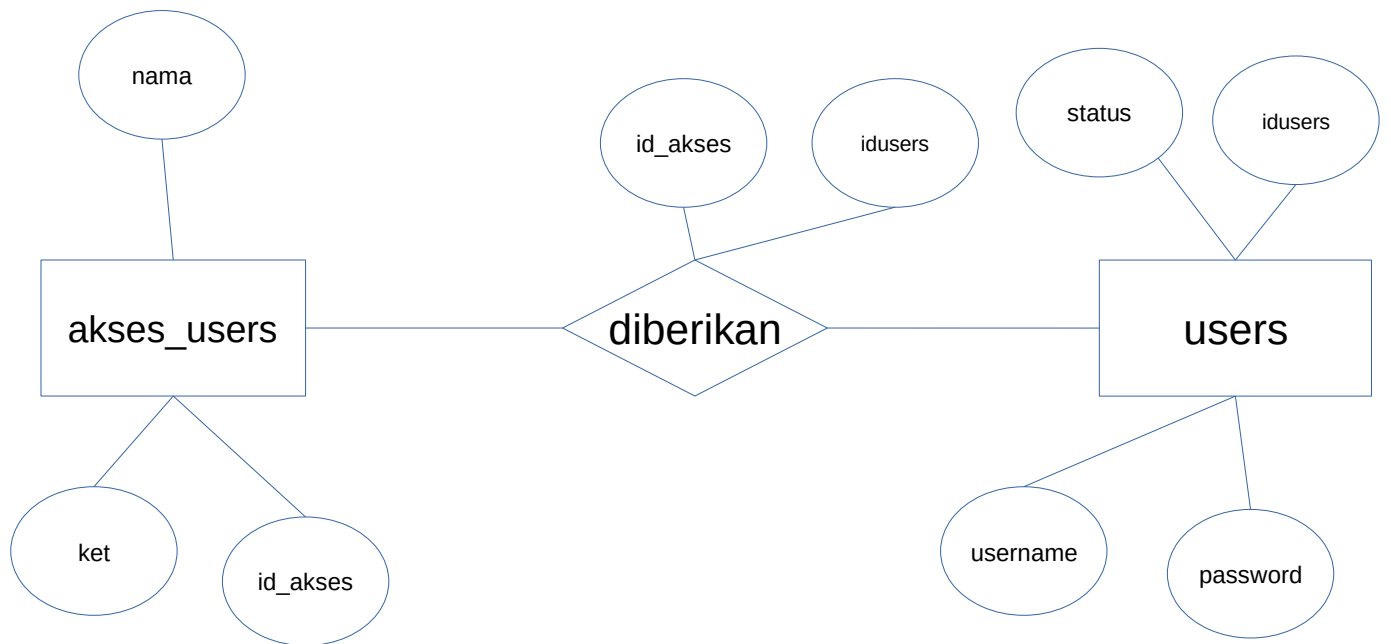 nama
id_akses
idusers
status
idusers
akses_users
diberikan
users
ket
id_akses
username
password